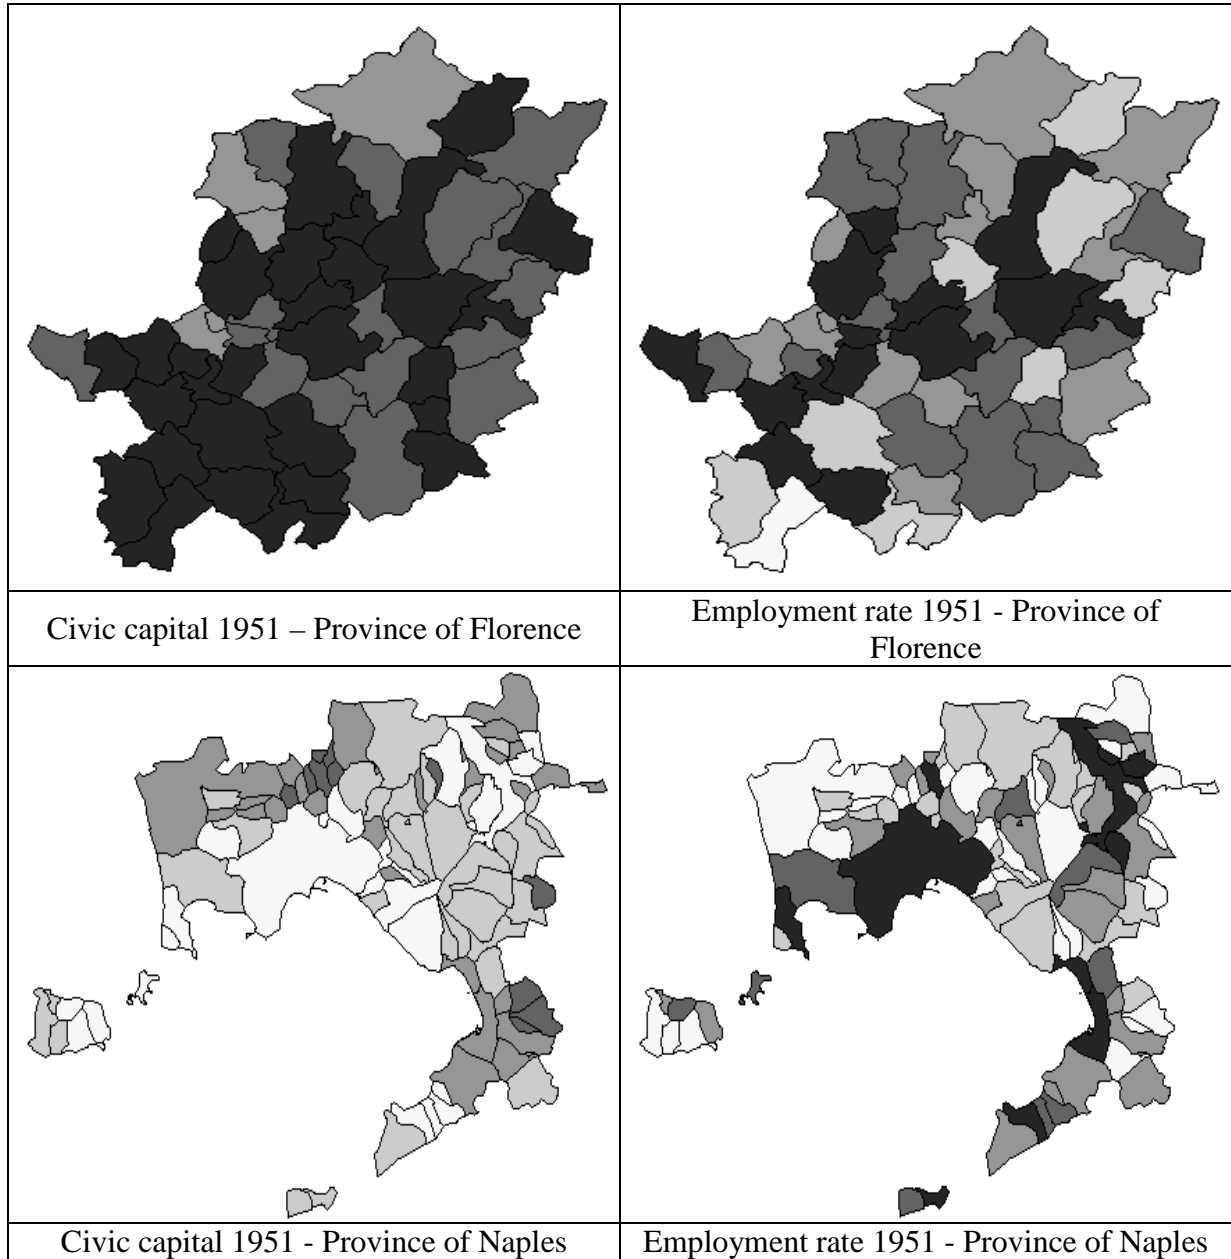 Civic capital 1951 – Province of Florence
Employment rate 1951 - Province of
Florence
Civic capital 1951 - Province of Naples
Employment rate 1951 - Province of Naples